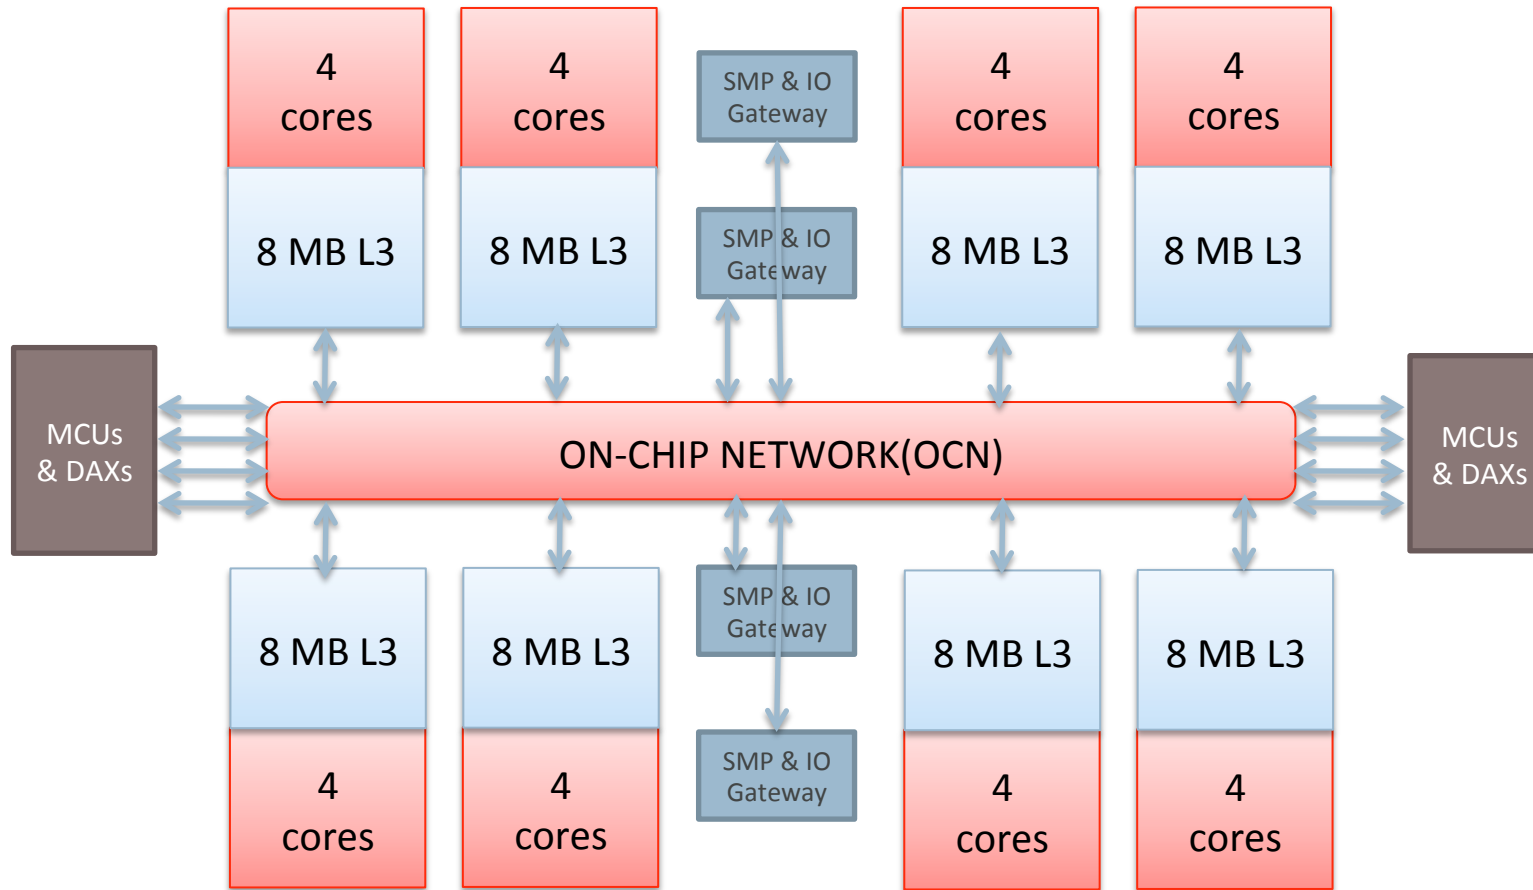 4
cores
4
cores
SMP & IO
Gateway
4
cores
4
cores
8 MB L3
8 MB L3
SMP & IO
Gateway
8 MB L3
8 MB L3
MCUs
& DAXs
ON-CHIP NETWORK(OCN)
MCUs
& DAXs
8 MB L3
8 MB L3
SMP & IO
Gateway
8 MB L3
8 MB L3
4
cores
4
cores
SMP & IO
Gateway
4
cores
4
cores